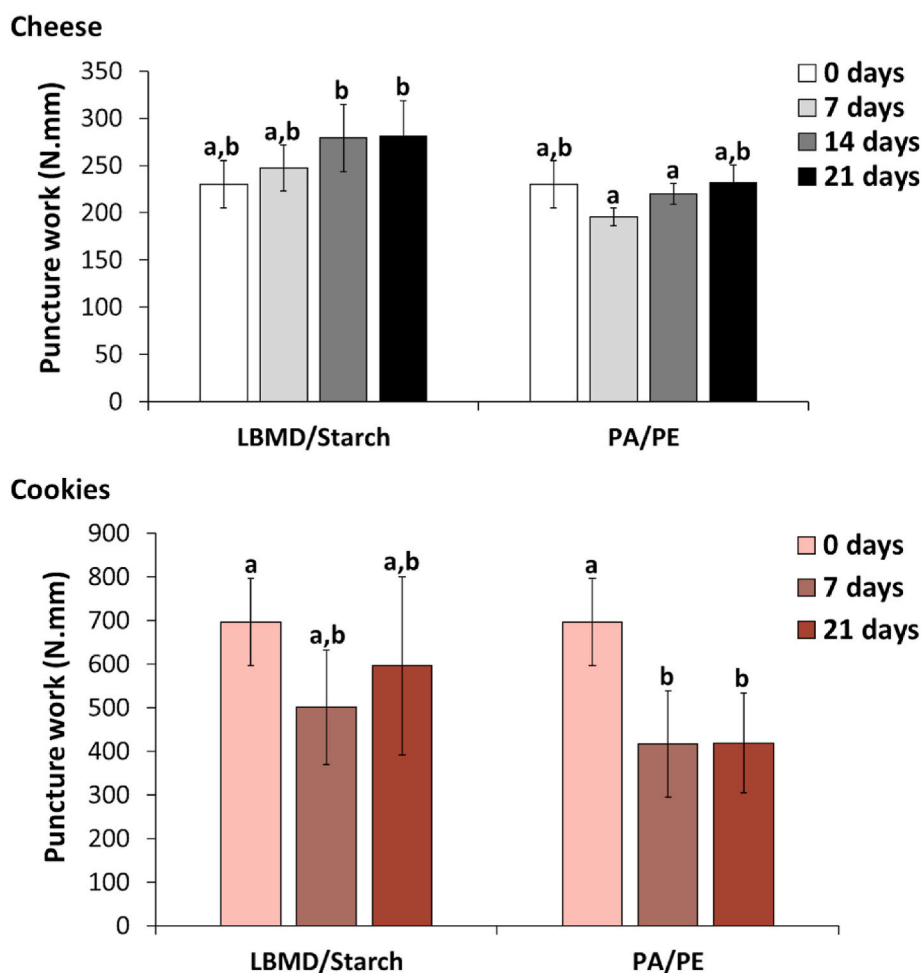 Cheese
Puncture work (N.mm)
350
300
250
200
150
100
50
0
a,b
a,b
b
b
a,b
a
a
a,b
LBMD/Starch
PA/PE
0 days
7 days
14 days
21 days
Cookies
Puncture work (N.mm)
900
800
700
600
500
400
300
200
100
0
a
a,b
a,b
a
b
b
LBMD/Starch
PA/PE
0 days
7 days
21 days